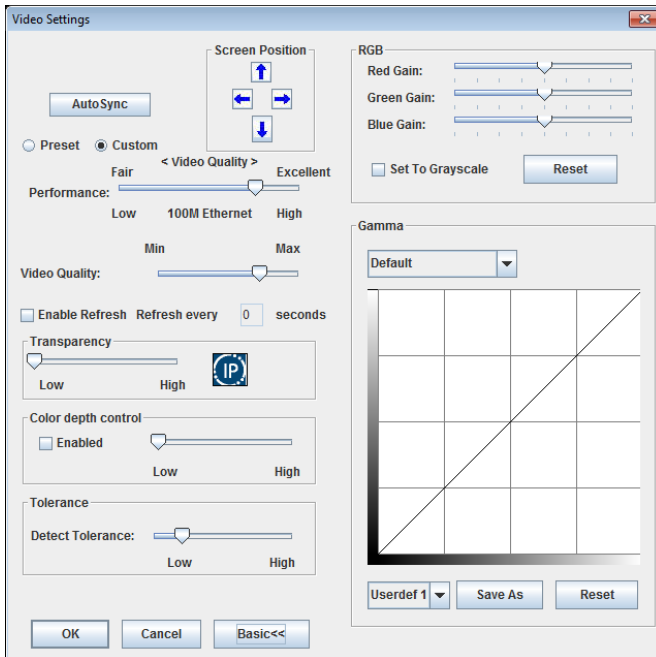 Video Settings
Screen Position
AutoSync
Preset Custom
< Video Quality >
Fair Excellent
Performance:
Low 100M Ethernet High
Min Max
Video Quality:
Enable Refresh Refresh every 0 seconds
Transparency
Low High
IP
Color depth control
Enabled
Low High
Tolerance
Detect Tolerance:
Low High
OK Cancel Basic<<
RGB
Red Gain:
Green Gain:
Blue Gain:
Set To Grayscale Reset
Gamma
Default
Userdef 1 Save As Reset